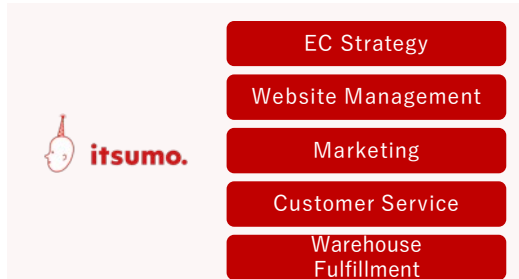 itsumo.
EC Strategy
Website Management
Marketing
Customer Service
Warehouse
Fulfillment